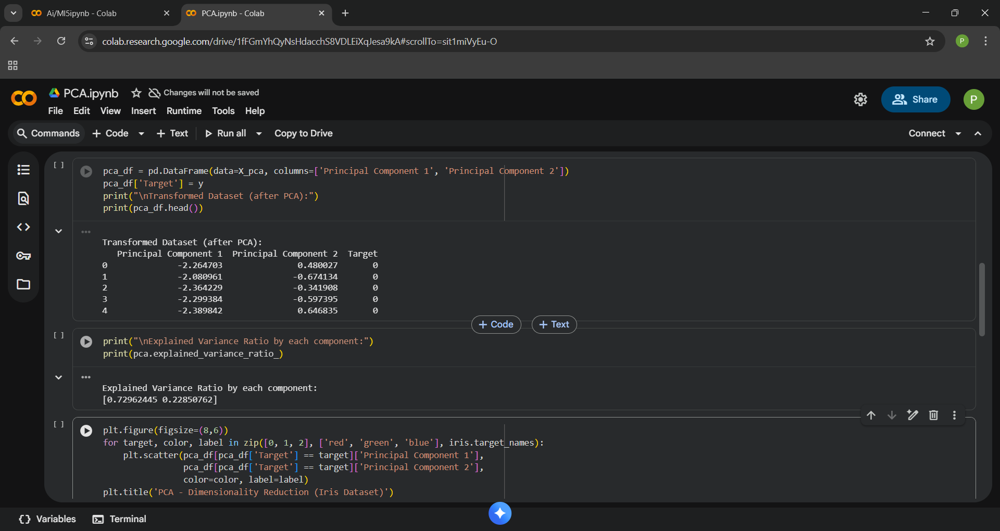 Ai/Ml5ipynb - Colab
PCA.ipynb - Colab
colab.research.google.com/drive/1fFGmYhQyNsHdacchS8VDLEiXqJesa9kA#scrollTo=sit1miVyEu-O
P
PCA.ipynb
Changes will not be saved
File Edit View Insert Runtime Tools Help
Share
P
Commands + Code + Text Run all Copy to Drive
Connect
[ ]
pca_df = pd.DataFrame(data=X_pca, columns=['Principal Component 1', 'Principal Component 2'])
pca_df['Target'] = y
print("\nTransformed Dataset (after PCA):")
print(pca_df.head())
Transformed Dataset (after PCA):
Principal Component 1 Principal Component 2 Target
0 -2.264703 0.480027 0
1 -2.080961 -0.674134 0
2 -2.364229 -0.341908 0
3 -2.299384 -0.597395 0
4 -2.389842 0.646835 0
+ Code + Text
[ ]
print("\nExplained Variance Ratio by each component:")
print(pca.explained_variance_ratio_)
Explained Variance Ratio by each component:
[0.72962445 0.22850762]
[ ]
plt.figure(figsize=(8,6))
for target, color, label in zip([0, 1, 2], ['red', 'green', 'blue'], iris.target_names):
plt.scatter(pca_df[pca_df['Target'] == target]['Principal Component 1'],
pca_df[pca_df['Target'] == target]['Principal Component 2'],
color=color, label=label)
plt.title('PCA - Dimensionality Reduction (Iris Dataset)')
Variables
Terminal